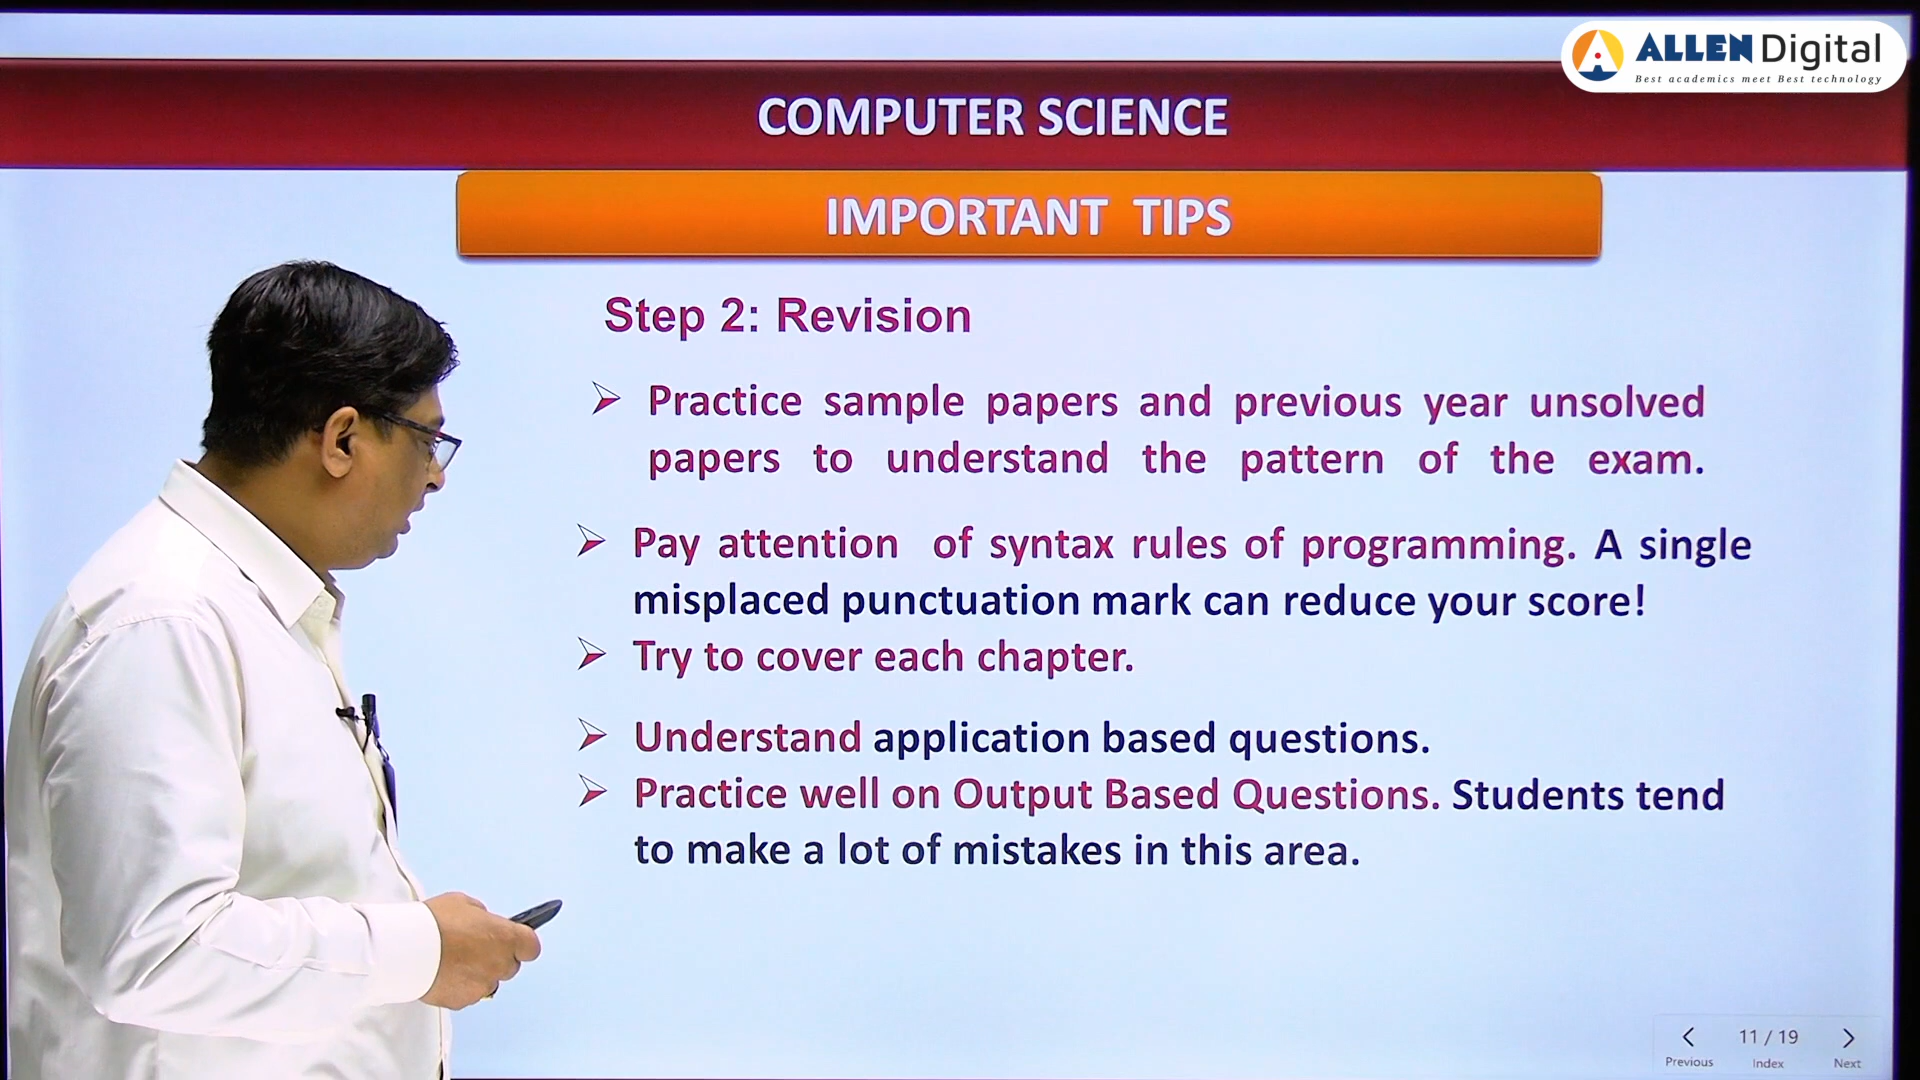 ALLEN Digital
Best academics meet Best technology
COMPUTER SCIENCE
IMPORTANT TIPS
Step 2: Revision
Practice sample papers and previous year unsolved
papers to understand the pattern of the exam.
Pay attention of syntax rules of programming. A single
misplaced punctuation mark can reduce your score!
Try to cover each chapter.
Understand application based questions.
Practice well on Output Based Questions. Students tend
to make a lot of mistakes in this area.
11 / 19
Previous Index Next